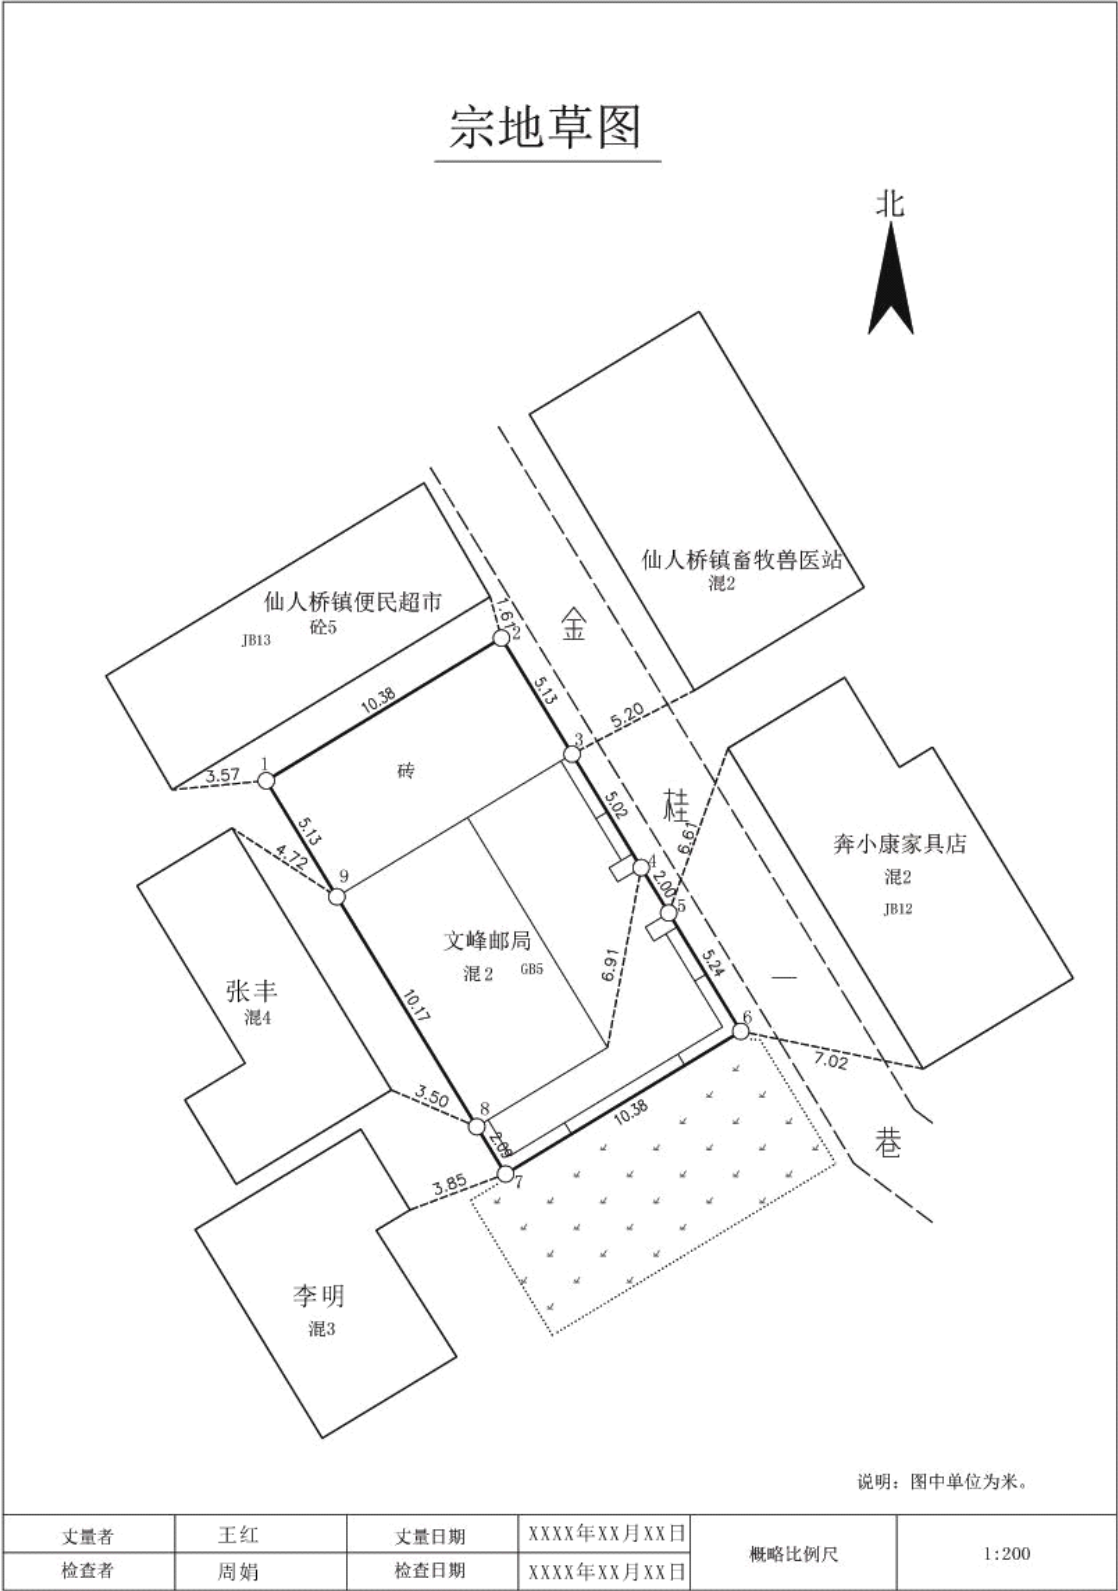 宗地草图
北
仙人桥镇畜牧兽医站
混2
仙人桥镇便民超市
砼5
JB13
1.61
2
金
10.38
5.13
5.20
3
1
3.57
砖
5.13
5.02
桂
4.72
9
4
2.00
6.61
5
奔小康家具店
混2
JB12
文峰邮局
混2
GB5
6.91
5.24
一
张丰
混4
10.17
6
7.02
3.50
8
10.38
2.09
巷
7
3.85
李明
混3
说明：图中单位为米。
丈量者
王红
丈量日期
XXXX年XX月XX日
概略比例尺
1:200
检查者
周娟
检查日期
XXXX年XX月XX日